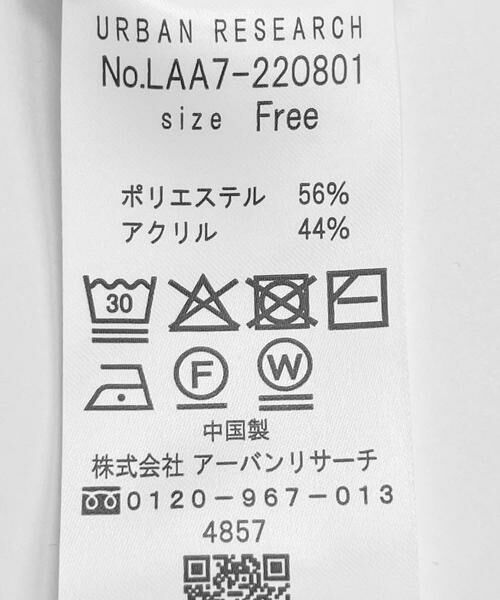 URBAN RESEARCH
No.LAA7-220801
size Free
ポリエステル 56%
アクリル 44%
30
F W
中国製
株式会社 アーバンリサーチ
0120-967-013
4857